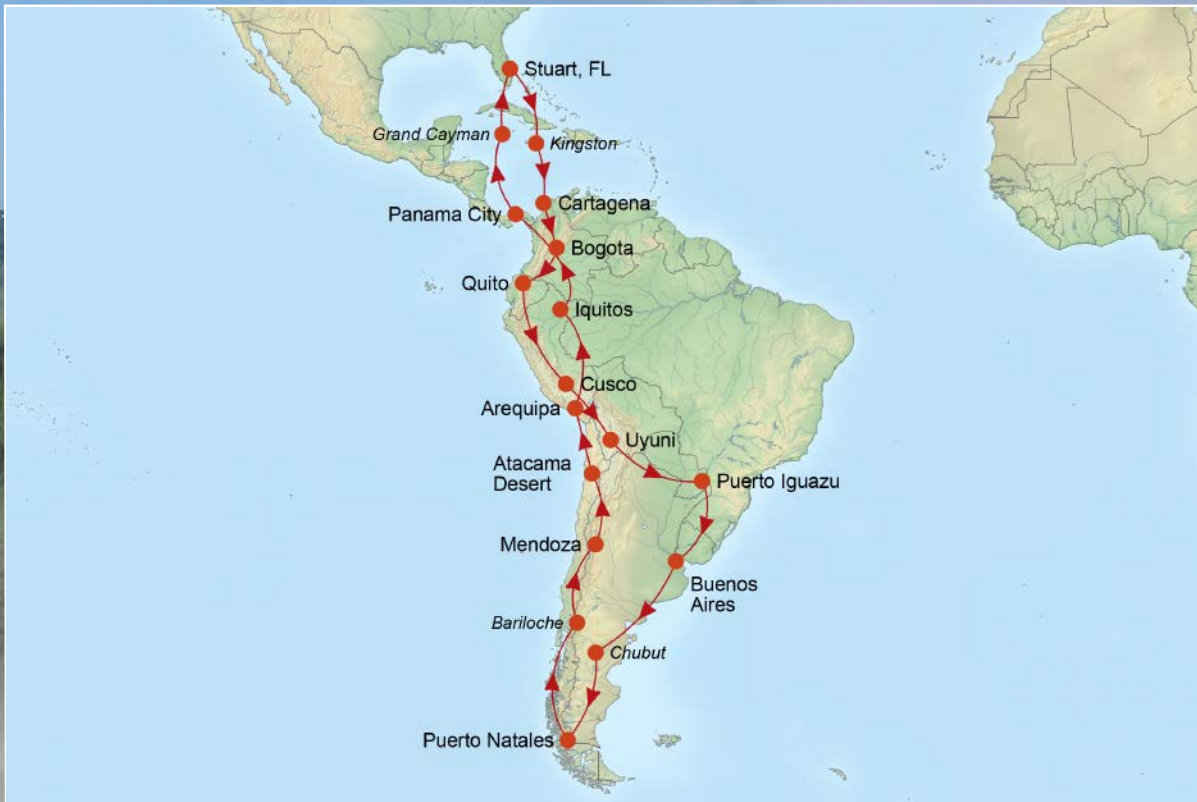 Stuart, FL
Grand Cayman
Kingston
Cartagena
Panama City
Bogota
Quito
Iquitos
Cusco
Arequipa
Uyuni
Atacama
Desert
Puerto Iguazu
Mendoza
Buenos
Aires
Bariloche
Chubut
Puerto Natales